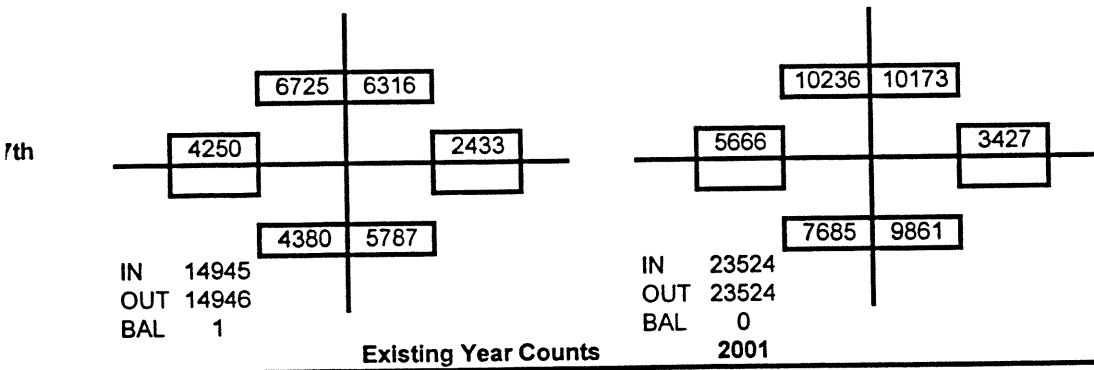 6725 6316 10236 10173
7th 4250 2433 5666 3427
4380 5787 7685 9861
IN 14945 IN 23524
OUT 14946 OUT 23524
BAL 1 BAL 0
Existing Year Counts 2001